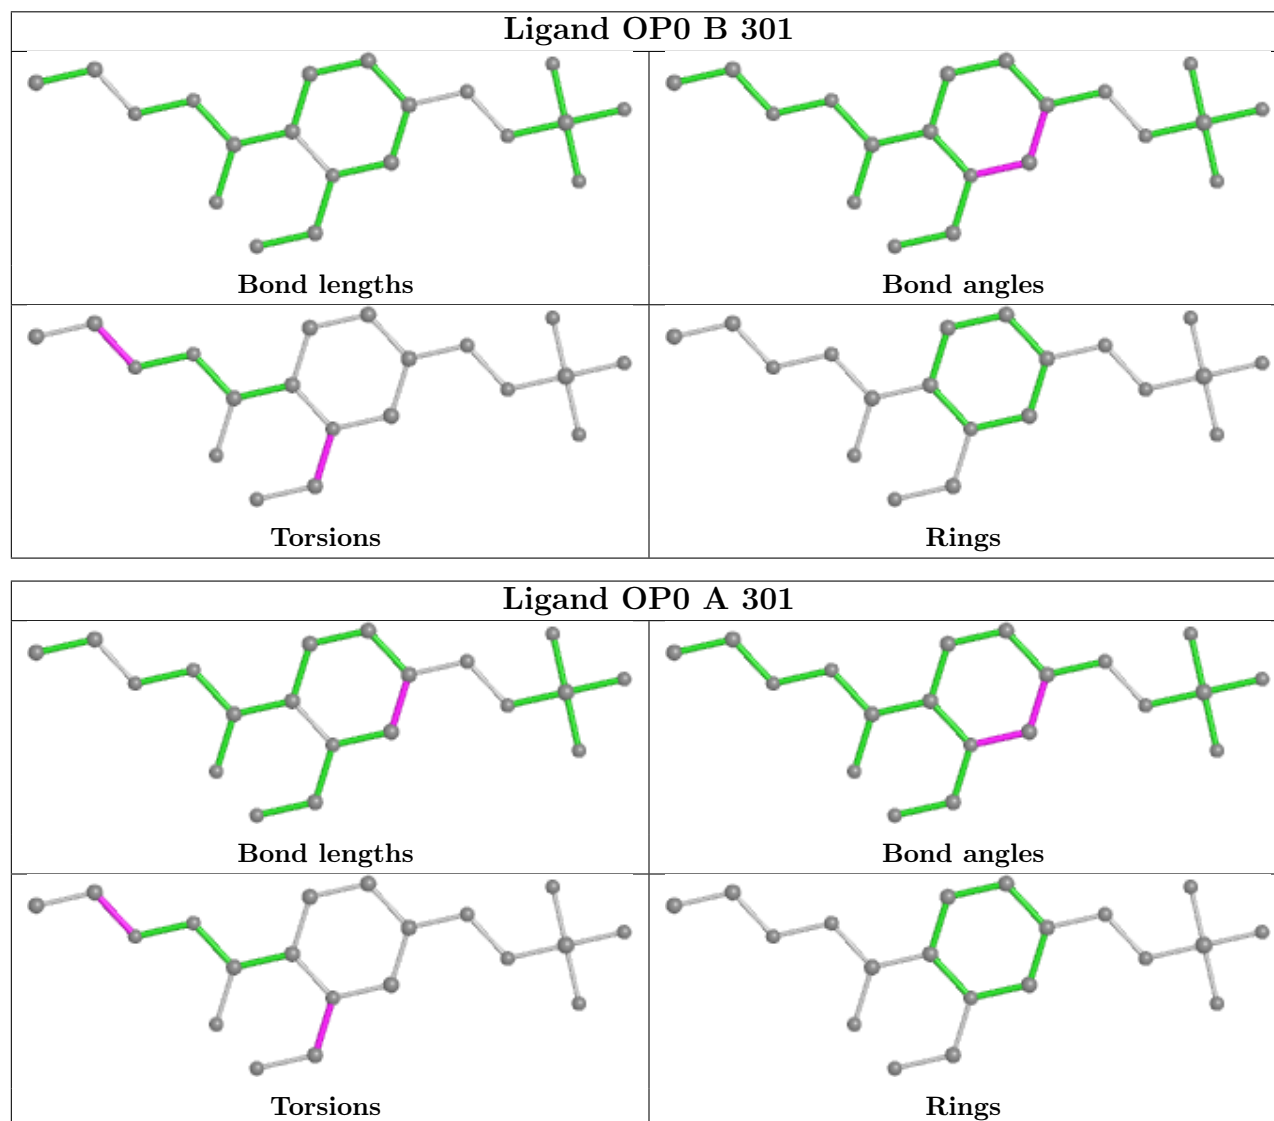 Ligand OP0 B 301
Bond lengths
Bond angles
Torsions
Rings
Ligand OP0 A 301
Bond lengths
Bond angles
Torsions
Rings